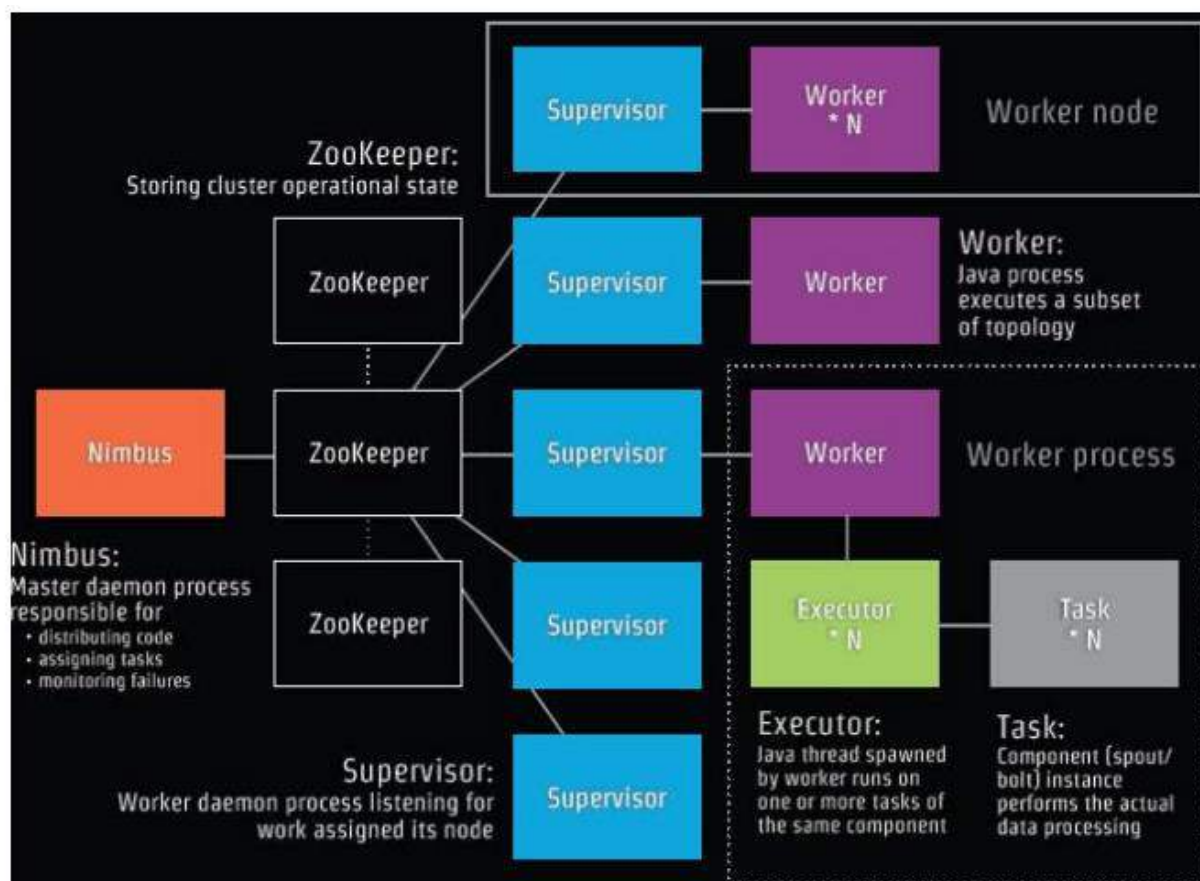 Supervisor
Worker
* N
Worker node
ZooKeeper:
Storing cluster operational state
ZooKeeper
Supervisor
Worker
Worker:
Java process
executes a subset
of topology
Nimbus
ZooKeeper
Supervisor
Worker
Worker process
Nimbus:
Master daemon process
responsible for
• distributing code
• assigning tasks
• monitoring failures
ZooKeeper
Supervisor
Executor
* N
Task
* N
Executor:
Java thread spawned
by worker runs on
one or more tasks of
the same component
Task:
Component (spout/
bolt) instance
performs the actual
data processing
Supervisor:
Worker daemon process listening for
work assigned its node
Supervisor